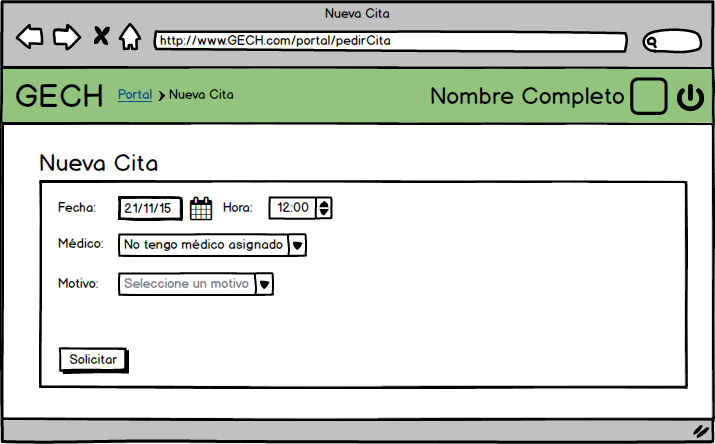 Nueva Cita
http://www.GECH.com/portal/pedirCita
GECH Portal Nueva Cita Nombre Completo
Nueva Cita
Fecha: 21/11/15 Hora: 12:00
Médico: No tengo médico asignado
Motivo: Seleccione un motivo
Solicitar